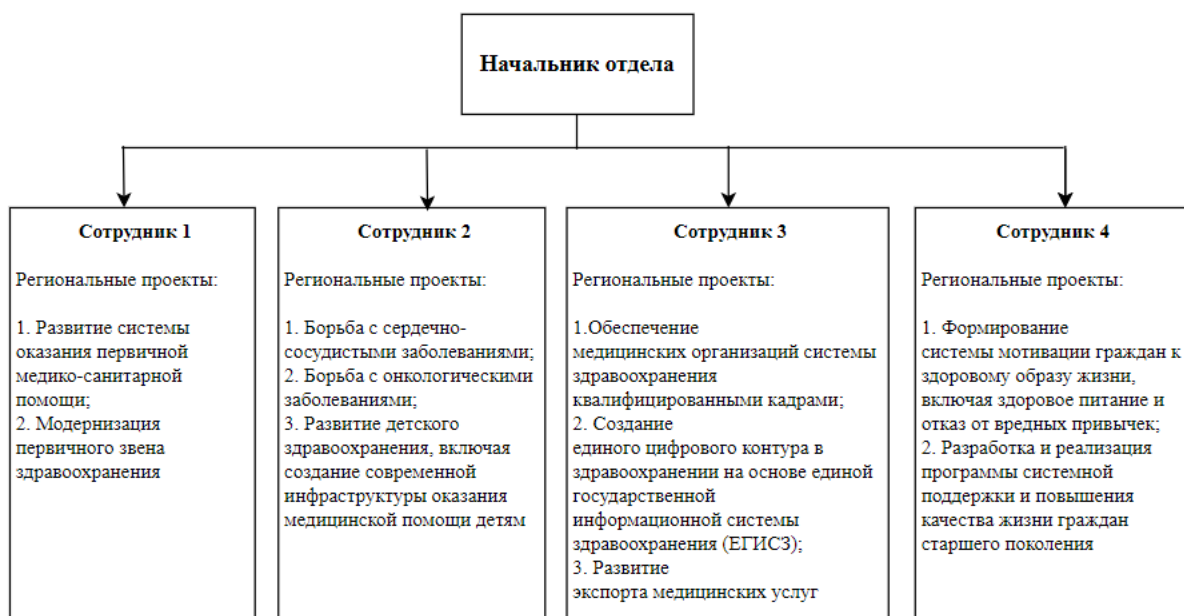 Начальник отдела
Сотрудник 1
Региональные проекты:
1. Развитие системы
оказания первичной
медико-санитарной
помощи;
2. Модернизация
первичного звена
здравоохранения
Сотрудник 2
Региональные проекты:
1. Борьба с сердечно-
сосудистыми заболеваниями;
2. Борьба с онкологическими
заболеваниями;
3. Развитие детского
здравоохранения, включая
создание современной
инфраструктуры оказания
медицинской помощи детям
Сотрудник 3
Региональные проекты:
1.Обеспечение
медицинских организаций системы
здравоохранения
квалифицированными кадрами;
2. Создание
единого цифрового контура в
здравоохранении на основе единой
государственной
информационной системы
здравоохранения (ЕГИСЗ);
3. Развитие
экспорта медицинских услуг
Сотрудник 4
Региональные проекты:
1. Формирование
системы мотивации граждан к
здоровому образу жизни,
включая здоровое питание и
отказ от вредных привычек;
2. Разработка и реализация
программы системной
поддержки и повышения
качества жизни граждан
старшего поколения